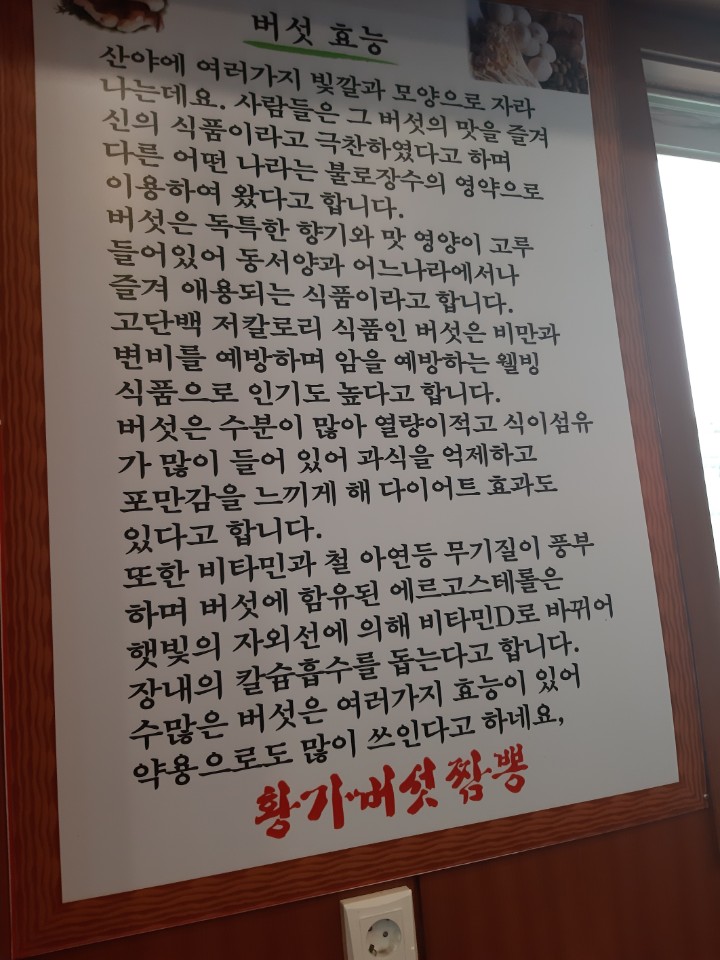 버섯 효능
산야에 여러가지 빛깔과 모양으로 자라
나는데요. 사람들은 그 버섯의 맛을 즐겨
신의 식품이라고 극찬하였다고 하며
다른 어떤 나라는 불로장수의 영약으로
이용하여 왔다고 합니다.
버섯은 독특한 향기와 맛 영양이 고루
들어있어 동서양과 어느나라에서나
즐겨 애용되는 식품이라고 합니다.
고단백 저칼로리 식품인 버섯은 비만과
변비를 예방하며 암을 예방하는 웰빙
식품으로 인기도 높다고 합니다.
버섯은 수분이 많아 열량이적고 식이섬유
가 많이 들어 있어 과식을 억제하고
포만감을 느끼게 해 다이어트 효과도
있다고 합니다.
또한 비타민과 철 아연등 무기질이 풍부
하며 버섯에 함유된 에르고스테롤은
햇빛의 자외선에 의해 비타민D로 바뀌어
장내의 칼슘흡수를 돕는다고 합니다.
수많은 버섯은 여러가지 효능이 있어
약용으로도 많이 쓰인다고 하네요,
황기버섯 짬뽕